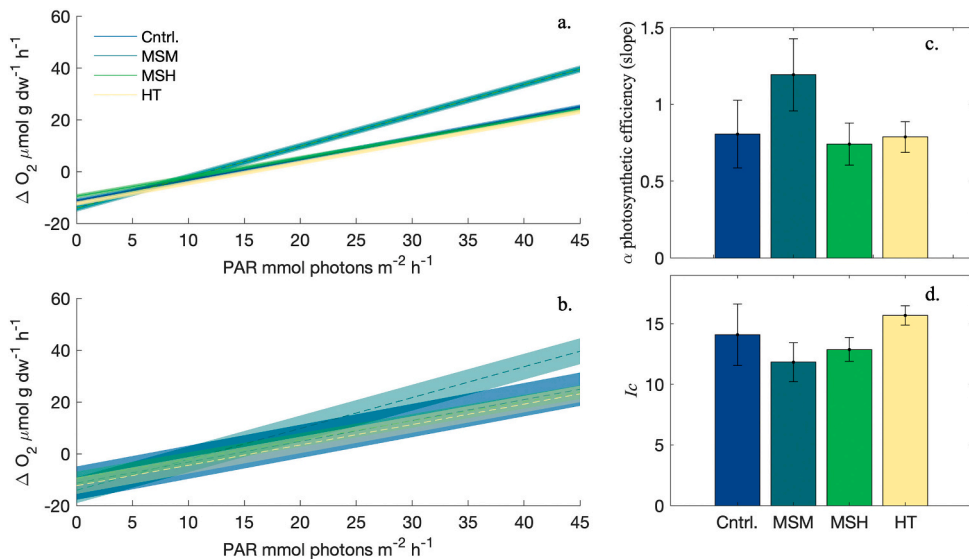 a.
60
40
20
0
-20
Δ O₂ μmol g dw⁻¹ h⁻¹
Cntrl.
MSM
MSH
HT
0 5 10 15 20 25 30 35 40 45
PAR mmol photons m⁻² h⁻¹
b.
60
40
20
0
-20
Δ O₂ μmol g dw⁻¹ h⁻¹
0 5 10 15 20 25 30 35 40 45
PAR mmol photons m⁻² h⁻¹
c.
1.5
1
0.5
0
α photosynthetic efficiency (slope)
d.
15
10
5
0
Ic
Cntrl. MSM MSH HT